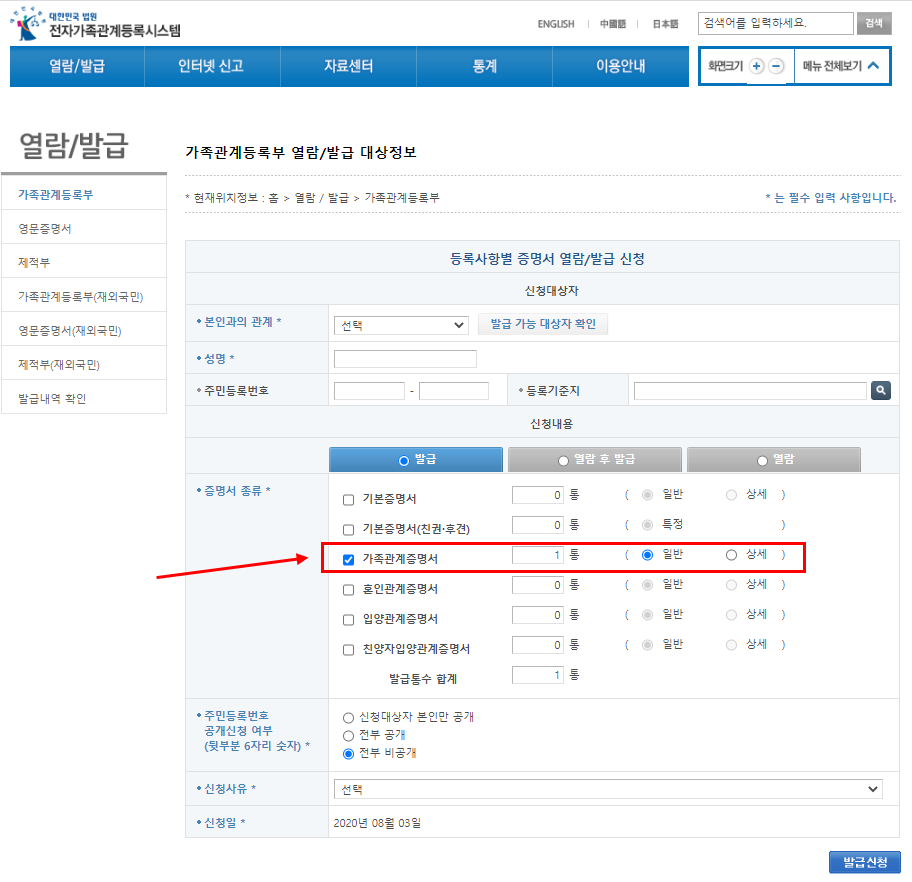 대한민국 법원
전자가족관계등록시스템
ENGLISH 中國語 日本語
검색어를 입력하세요. 검색
열람/발급 인터넷 신고 자료센터 통계 이용안내
화면크기 + - 메뉴 전체보기
열람/발급
가족관계등록부
영문증명서
제적부
가족관계등록부(재외국민)
영문증명서(재외국민)
제적부(재외국민)
발급내역 확인
가족관계등록부 열람/발급 대상정보
* 현재위치정보 : 홈 > 열람 / 발급 > 가족관계등록부
* 는 필수 입력 사항입니다.
등록사항별 증명서 열람/발급 신청
신청대상자
본인과의 관계 * 선택 발급 가능 대상자 확인
성명 *
주민등록번호 - 등록기준지
신청내용
발급 열람 후 발급 열람
증명서 종류 *
기본증명서 0 통 ( 일반 상세 )
기본증명서(친권·후견) 0 통 ( 특정 )
가족관계증명서 1 통 ( 일반 상세 )
혼인관계증명서 0 통 ( 일반 상세 )
입양관계증명서 0 통 ( 일반 상세 )
친양자입양관계증명서 0 통 ( 일반 상세 )
발급통수 합계 1 통
주민등록번호
공개신청 여부
(뒷부분 6자리 숫자) *
신청대상자 본인만 공개
전부 공개
전부 비공개
신청사유 * 선택
신청일 * 2020년 08월 03일
발급신청